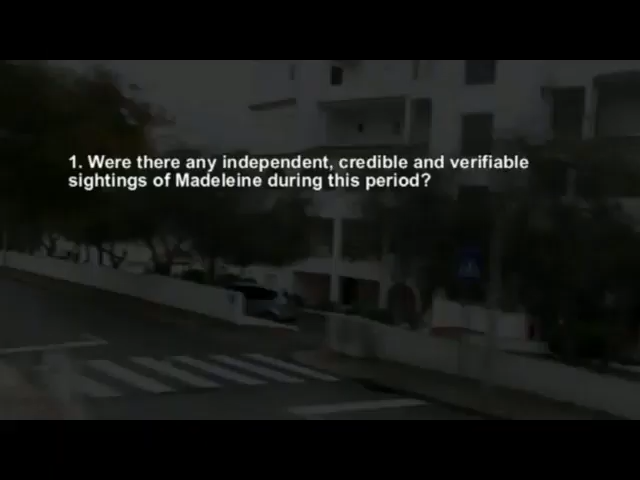 1. Were there any independent, credible and verifiable
sightings of Madeleine during this period?